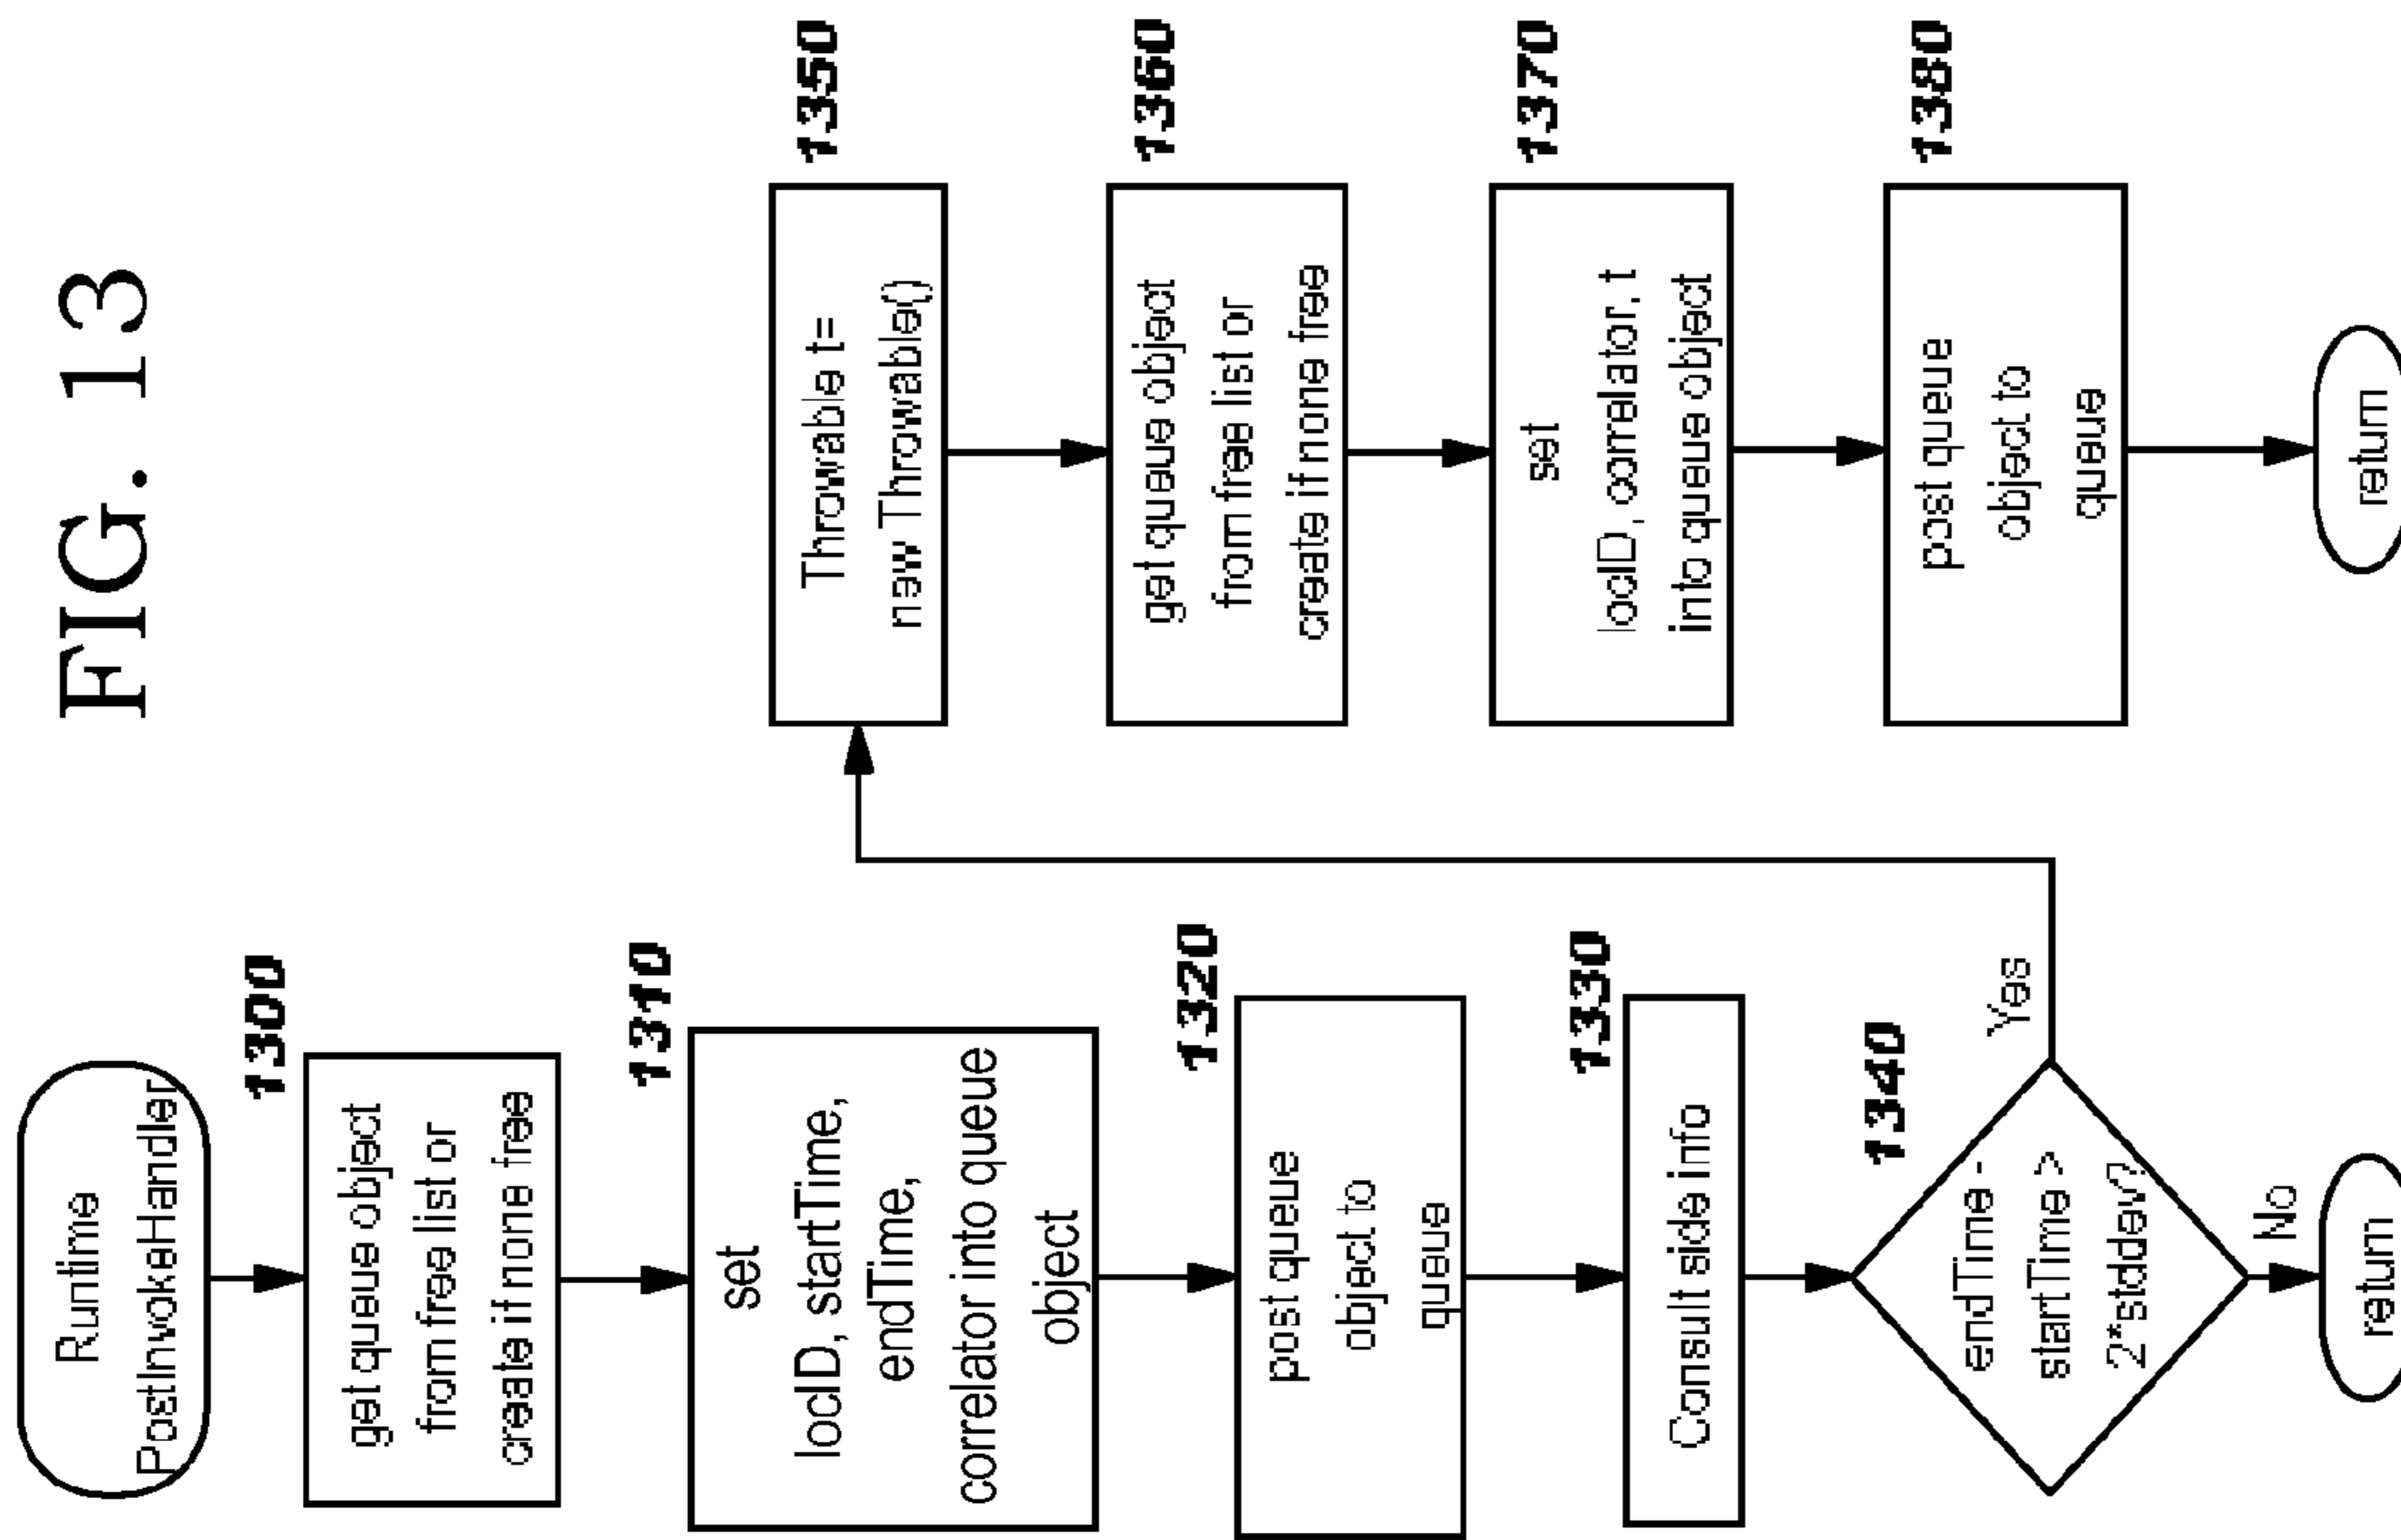 FIG. 13
Runtime
PostInvokeHandler
1300
get queue object
from free list or
create if none free
1310
set
locID, startTime,
endTime,
correlator into queue
object
1320
post queue
object to
queue
1330
Consult side info
1340
endTime -
startTime >
2*stddev?
Yes
No
return
1350
Throwable t=
new Throwable()
1360
get queue object
from free list or
create if none free
1370
set
locID, correlator, t
into queue object
1380
post queue
object to
queue
return